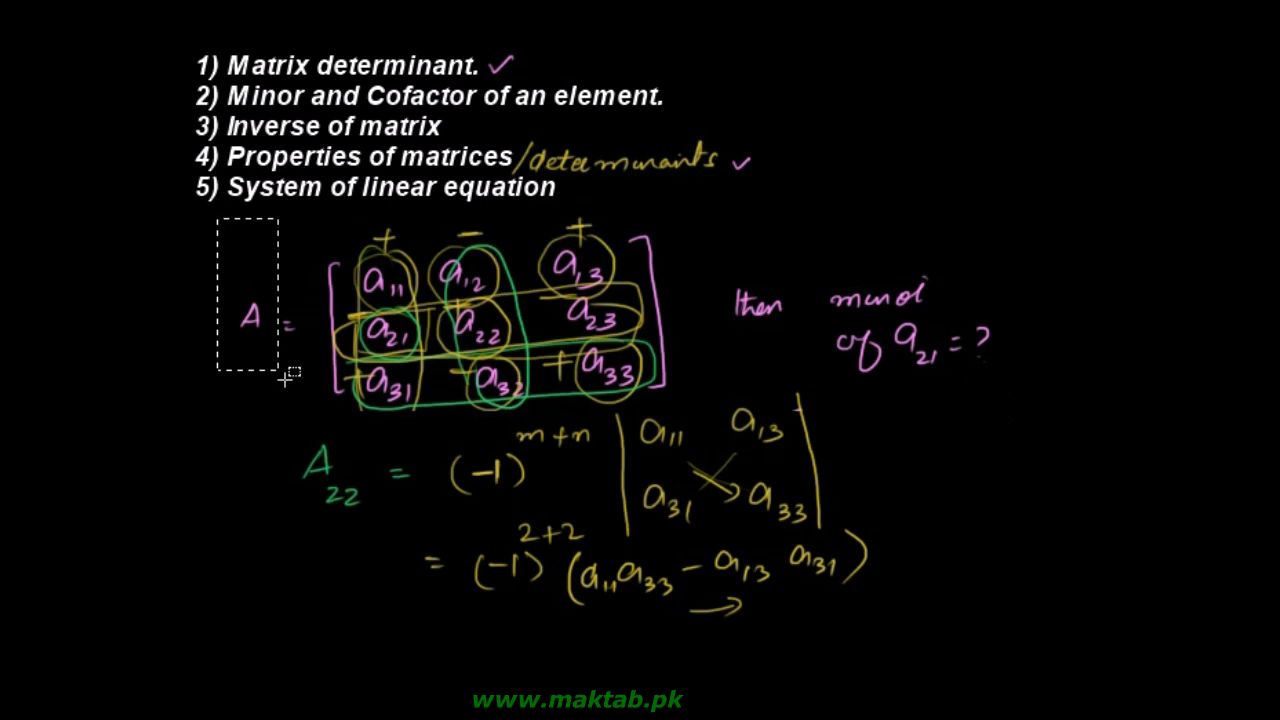 1) Matrix determinant. ✓
2) Minor and Cofactor of an element.
3) Inverse of matrix
4) Properties of matrices/determinants ✓
5) System of linear equation
+ − +
a₁₁ a₁₂ a₁₃
A = − a₂₁ + a₂₂ − a₂₃
+ a₃₁ − a₃₂ + a₃₃
then minor
of a₂₁ = ?
A₂₂ = (-1)^(m+n) | a₁₁ a₁₃
a₃₁ a₃₃ |
= (-1)^(2+2) (a₁₁a₃₃ − a₁₃ a₃₁)
www.maktab.pk